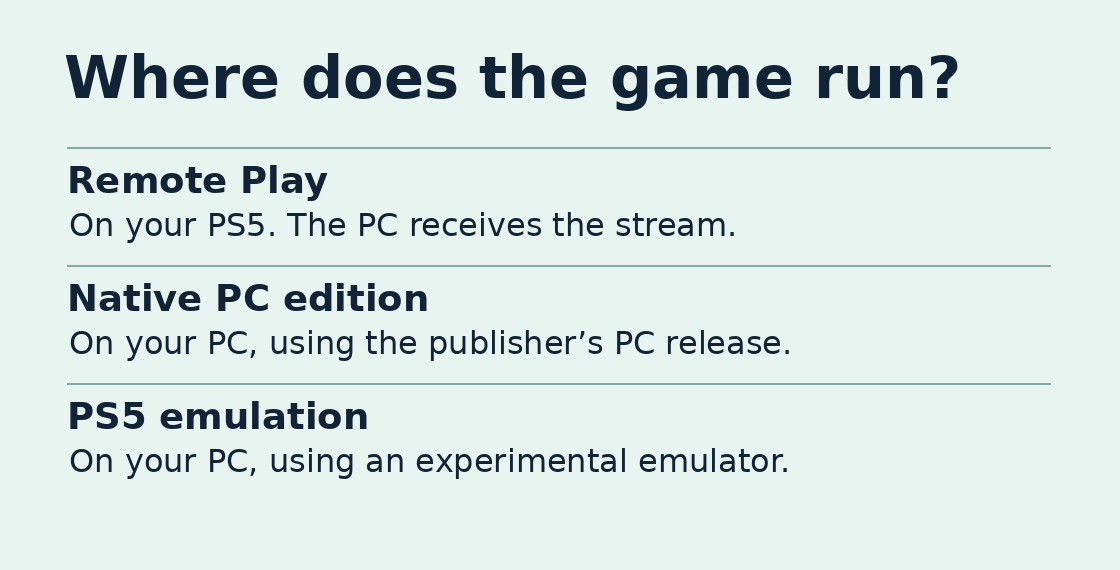 Where does the game run?
Remote Play
On your PS5. The PC receives the stream.
Native PC edition
On your PC, using the publisher’s PC release.
PS5 emulation
On your PC, using an experimental emulator.